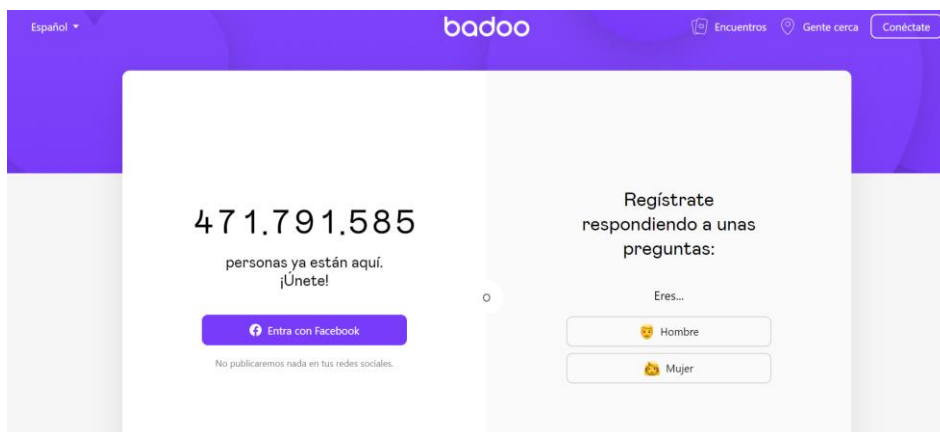 Español
badoo
Encuentros
Gente cerca
Conéctate
471.791.585
personas ya están aquí.
¡Únete!
Entra con Facebook
No publicaremos nada en tus redes sociales.
o
Regístrate
respondiendo a unas
preguntas:
Eres...
Hombre
Mujer